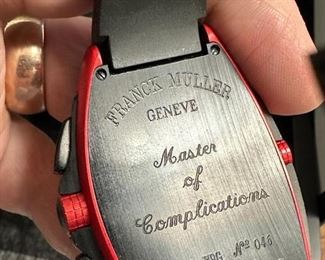 FRANCK MULLER
GENEVE
Master
of
Complications
Nº 046